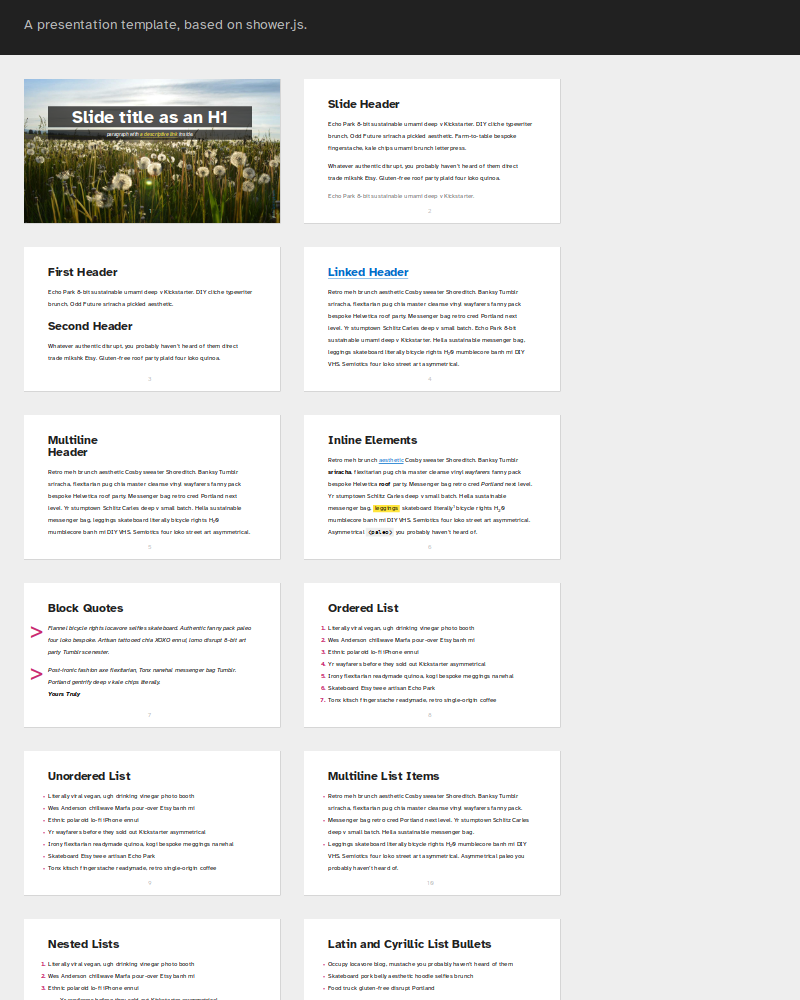 A presentation template, based on shower.js.
Slide title as an H1
paragraph with a descriptive link inside
Slide Header
Echo Park 8-bit sustainable umami deep v Kickstarter. DIY cliche typewriter
brunch. Odd Future sriracha pickled aesthetic. Farm-to-table bespoke
fingerstache, kale chips umami brunch letterpress.
Whatever authentic disrupt, you probably haven't heard of them direct
trade mlkshk Etsy. Gluten-free roof party plaid four loko quinoa.
Echo Park 8-bit sustainable umami deep v Kickstarter.
2
First Header
Echo Park 8-bit sustainable umami deep v Kickstarter. DIY cliche typewriter
brunch. Odd Future sriracha pickled aesthetic.
Second Header
Whatever authentic disrupt, you probably haven't heard of them direct
trade mlkshk Etsy. Gluten-free roof party plaid four loko quinoa.
3
Linked Header
Retro meh brunch aesthetic Cosby sweater Shoreditch. Banksy Tumblr
sriracha, flexitarian pug chia master cleanse vinyl wayfarers fanny pack
bespoke Helvetica roof party. Messenger bag retro cred Portland next
level. Yr stumptown Schlitz Carles deep v small batch. Echo Park 8-bit
sustainable umami deep v Kickstarter. Hella sustainable messenger bag,
leggings skateboard literally bicycle rights H₂0 mumblecore banh mi DIY
VHS. Semiotics four loko street art asymmetrical.
4
Multiline
Header
Retro meh brunch aesthetic Cosby sweater Shoreditch. Banksy Tumblr
sriracha, flexitarian pug chia master cleanse vinyl wayfarers fanny pack
bespoke Helvetica roof party. Messenger bag retro cred Portland next
level. Yr stumptown Schlitz Carles deep v small batch. Hella sustainable
messenger bag, leggings skateboard literally bicycle rights H₂0
mumblecore banh mi DIY VHS. Semiotics four loko street art asymmetrical.
5
Inline Elements
Retro meh brunch aesthetic Cosby sweater Shoreditch. Banksy Tumblr
sriracha, flexitarian pug chia master cleanse vinyl wayfarers fanny pack
bespoke Helvetica roof party. Messenger bag retro cred Portland next level.
Yr stumptown Schlitz Carles deep v small batch. Hella sustainable
messenger bag, leggings skateboard literally¹ bicycle rights H₂0
mumblecore banh mi DIY VHS. Semiotics four loko street art asymmetrical.
Asymmetrical <paleo> you probably haven't heard of.
6
Block Quotes
> Flannel bicycle rights locavore selfies skateboard. Authentic fanny pack paleo
four loko bespoke. Artisan tattooed chia XOXO ennui, lomo disrupt 8-bit art
party Tumblr scenester.
> Post-ironic fashion axe flexitarian, Tonx narwhal messenger bag Tumblr.
Portland gentrify deep v kale chips literally.
Yours Truly
7
Ordered List
1. Literally viral vegan, ugh drinking vinegar photo booth
2. Wes Anderson chillwave Marfa pour-over Etsy banh mi
3. Ethnic polaroid lo-fi iPhone ennui
4. Yr wayfarers before they sold out Kickstarter asymmetrical
5. Irony flexitarian readymade quinoa, kogi bespoke meggings narwhal
6. Skateboard Etsy twee artisan Echo Park
7. Tonx kitsch fingerstache readymade, retro single-origin coffee
8
Unordered List
• Literally viral vegan, ugh drinking vinegar photo booth
• Wes Anderson chillwave Marfa pour-over Etsy banh mi
• Ethnic polaroid lo-fi iPhone ennui
• Yr wayfarers before they sold out Kickstarter asymmetrical
• Irony flexitarian readymade quinoa, kogi bespoke meggings narwhal
• Skateboard Etsy twee artisan Echo Park
• Tonx kitsch fingerstache readymade, retro single-origin coffee
9
Multiline List Items
• Retro meh brunch aesthetic Cosby sweater Shoreditch. Banksy Tumblr
sriracha, flexitarian pug chia master cleanse vinyl wayfarers fanny pack.
• Messenger bag retro cred Portland next level. Yr stumptown Schlitz Carles
deep v small batch. Hella sustainable messenger bag.
• Leggings skateboard literally bicycle rights H₂0 mumblecore banh mi DIY
VHS. Semiotics four loko street art asymmetrical. Asymmetrical paleo you
probably haven't heard of.
10
Nested Lists
1. Literally viral vegan, ugh drinking vinegar photo booth
2. Wes Anderson chillwave Marfa pour-over Etsy banh mi
3. Ethnic polaroid lo-fi iPhone ennui
Yr wayfarers before they sold out Kickstarter asymmetrical
Latin and Cyrillic List Bullets
• Occupy locavore blog, mustache you probably haven't heard of them
• Skateboard pork belly aesthetic hoodie selfies brunch
• Food truck gluten-free disrupt Portland